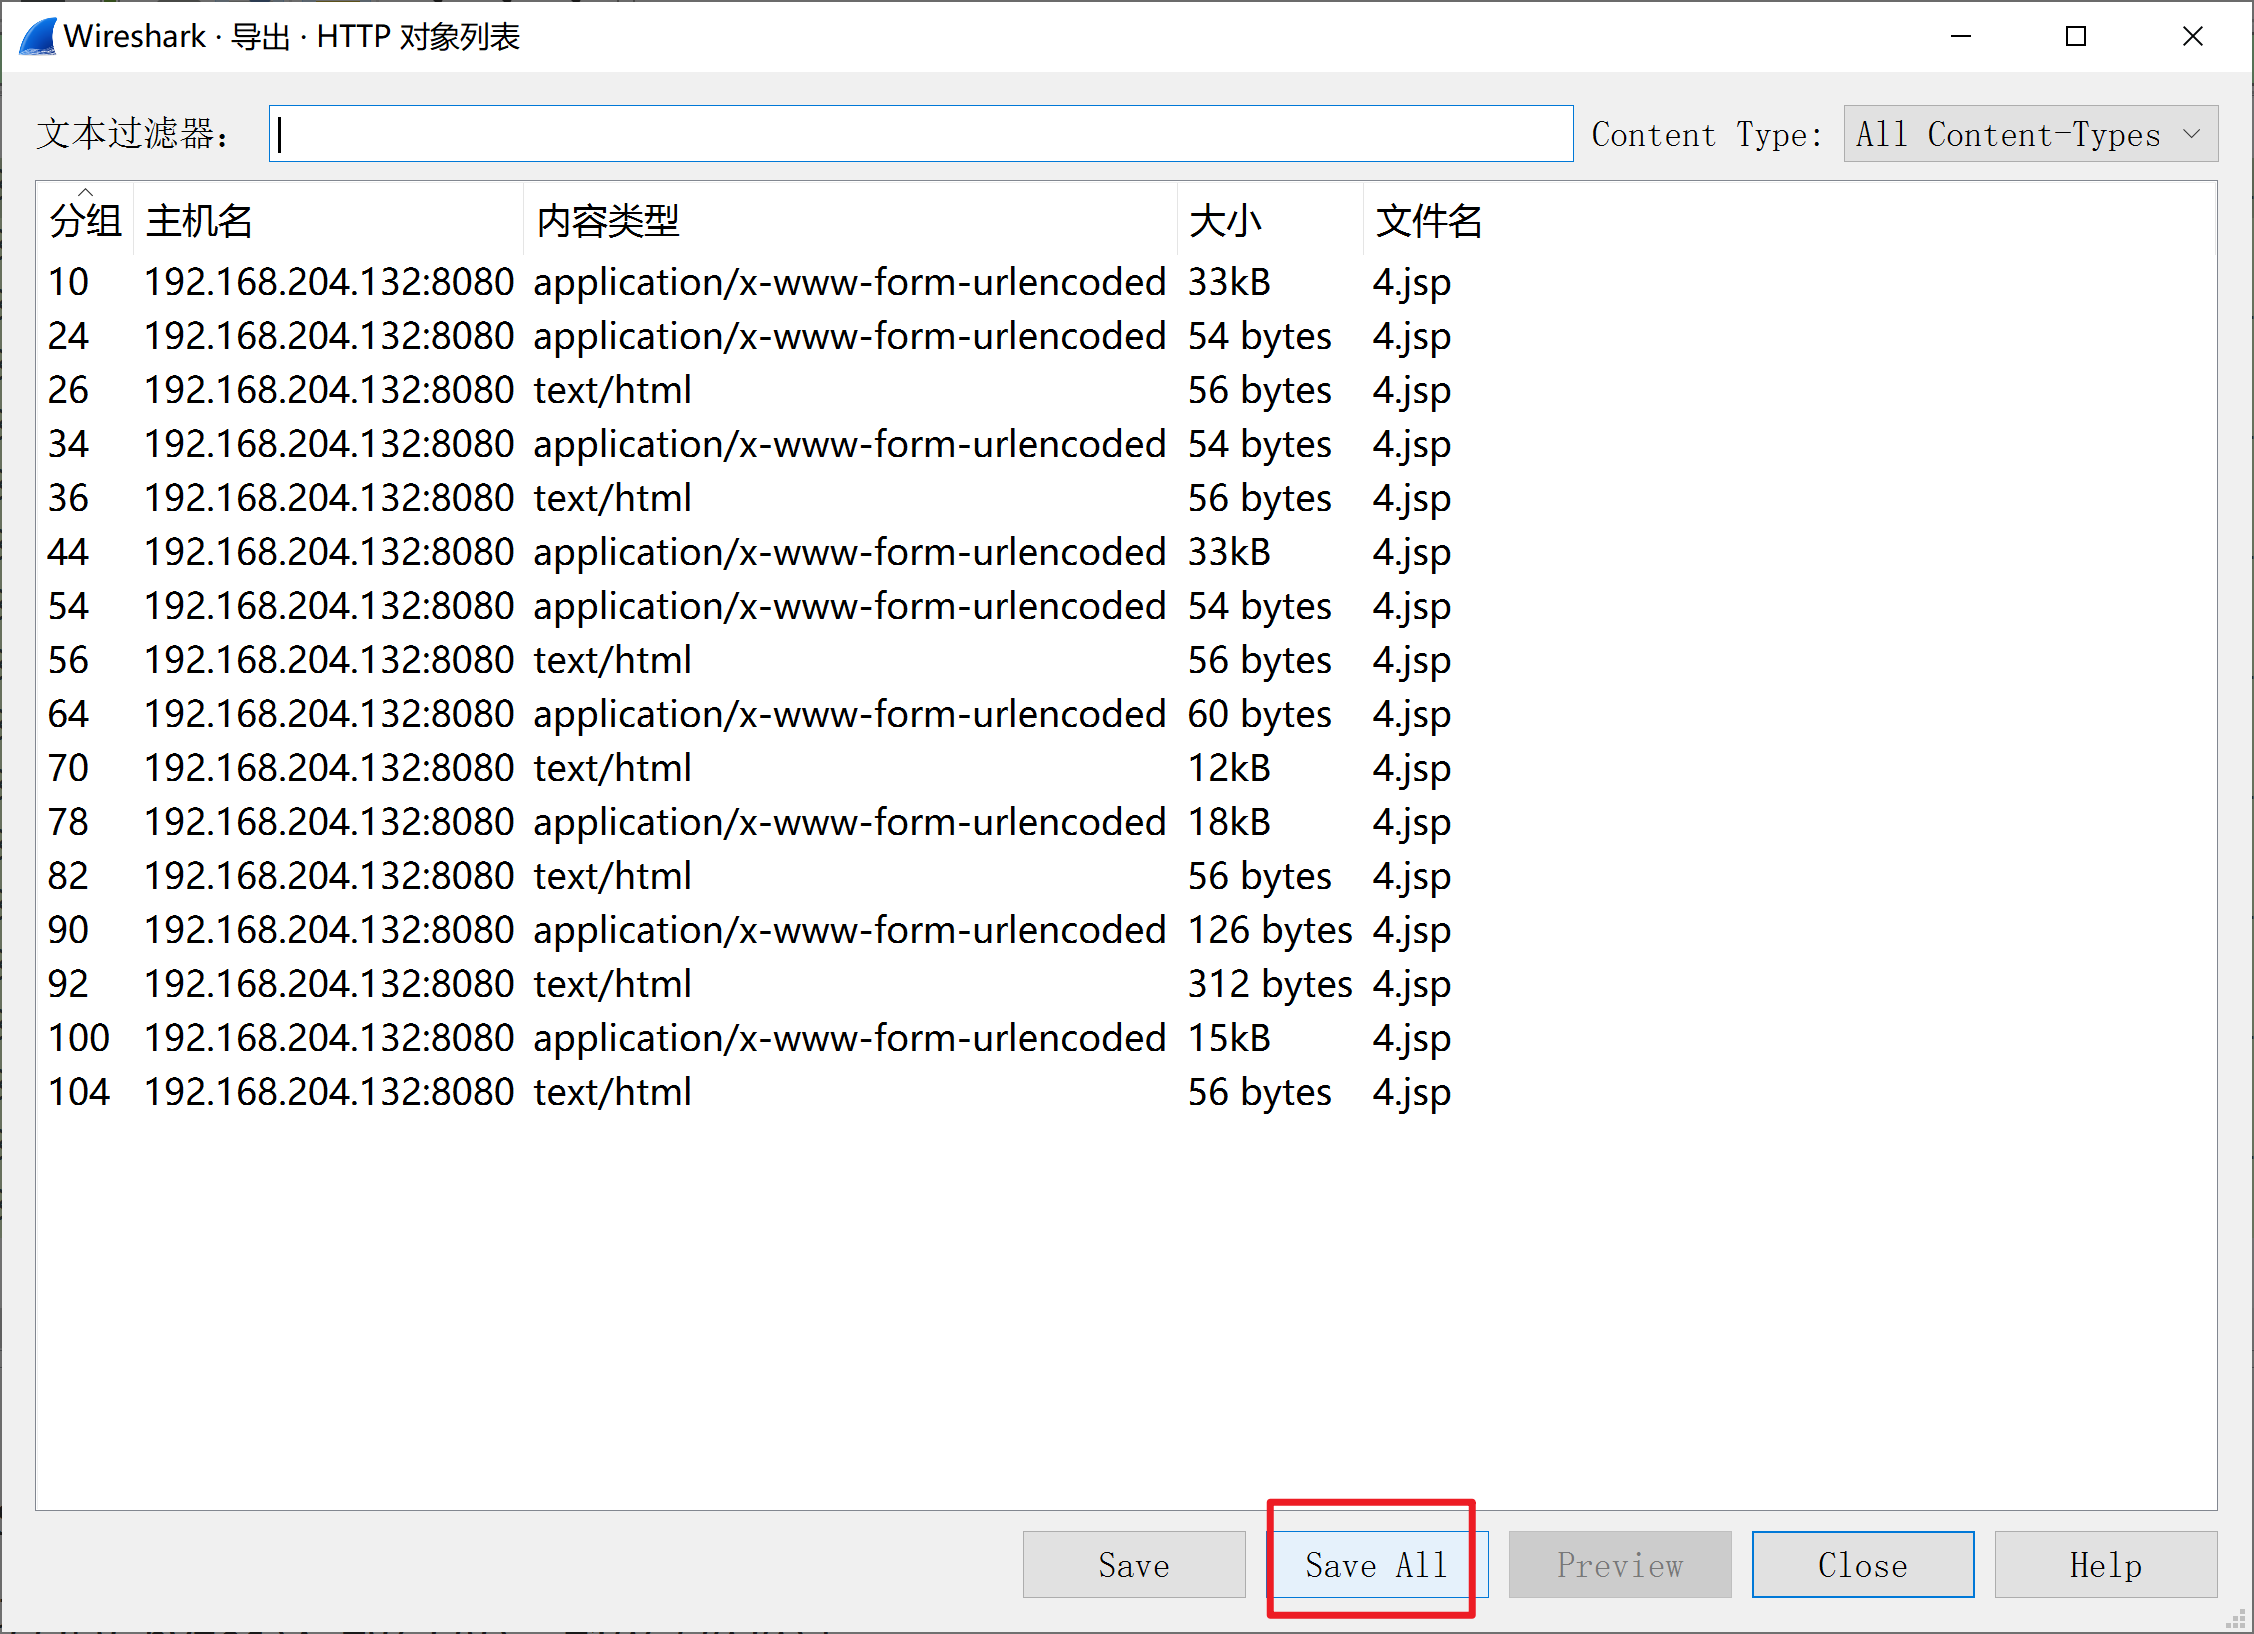 Wireshark · 导出 · HTTP 对象列表
文本过滤器： Content Type: All Content-Types
分组 主机名 内容类型 大小 文件名
10 192.168.204.132:8080 application/x-www-form-urlencoded 33kB 4.jsp
24 192.168.204.132:8080 application/x-www-form-urlencoded 54 bytes 4.jsp
26 192.168.204.132:8080 text/html 56 bytes 4.jsp
34 192.168.204.132:8080 application/x-www-form-urlencoded 54 bytes 4.jsp
36 192.168.204.132:8080 text/html 56 bytes 4.jsp
44 192.168.204.132:8080 application/x-www-form-urlencoded 33kB 4.jsp
54 192.168.204.132:8080 application/x-www-form-urlencoded 54 bytes 4.jsp
56 192.168.204.132:8080 text/html 56 bytes 4.jsp
64 192.168.204.132:8080 application/x-www-form-urlencoded 60 bytes 4.jsp
70 192.168.204.132:8080 text/html 12kB 4.jsp
78 192.168.204.132:8080 application/x-www-form-urlencoded 18kB 4.jsp
82 192.168.204.132:8080 text/html 56 bytes 4.jsp
90 192.168.204.132:8080 application/x-www-form-urlencoded 126 bytes 4.jsp
92 192.168.204.132:8080 text/html 312 bytes 4.jsp
100 192.168.204.132:8080 application/x-www-form-urlencoded 15kB 4.jsp
104 192.168.204.132:8080 text/html 56 bytes 4.jsp
Save Save All Preview Close Help